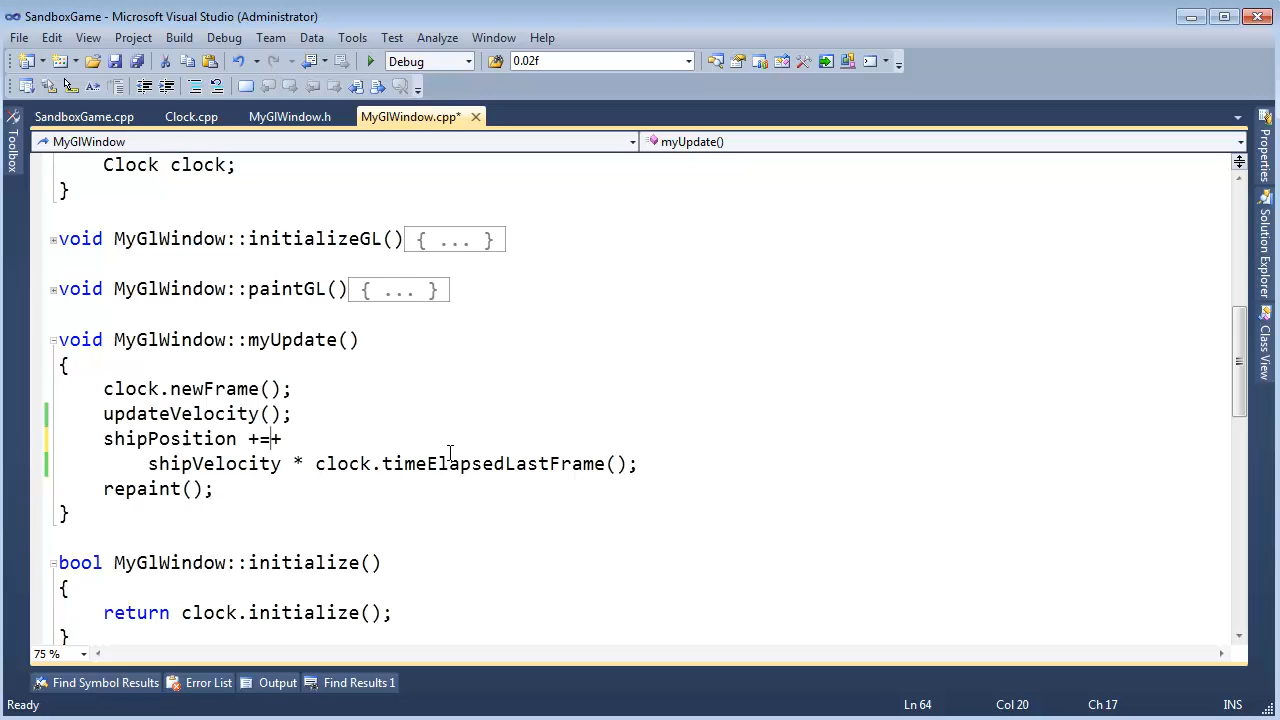 SandboxGame - Microsoft Visual Studio (Administrator)
File Edit View Project Build Debug Team Data Tools Test Analyze Window Help
Debug 0.02f
SandboxGame.cpp Clock.cpp MyGlWindow.h MyGlWindow.cpp*
MyGlWindow myUpdate()
Toolbox
Properties
Solution Explorer
Class View
Clock clock;
}
void MyGlWindow::initializeGL(){ ... }
void MyGlWindow::paintGL(){ ... }
void MyGlWindow::myUpdate()
{
clock.newFrame();
updateVelocity();
shipPosition +=+
shipVelocity * clock.timeElapsedLastFrame();
repaint();
}
bool MyGlWindow::initialize()
{
return clock.initialize();
}
75 %
Find Symbol Results Error List Output Find Results 1
Ready Ln 64 Col 20 Ch 17 INS